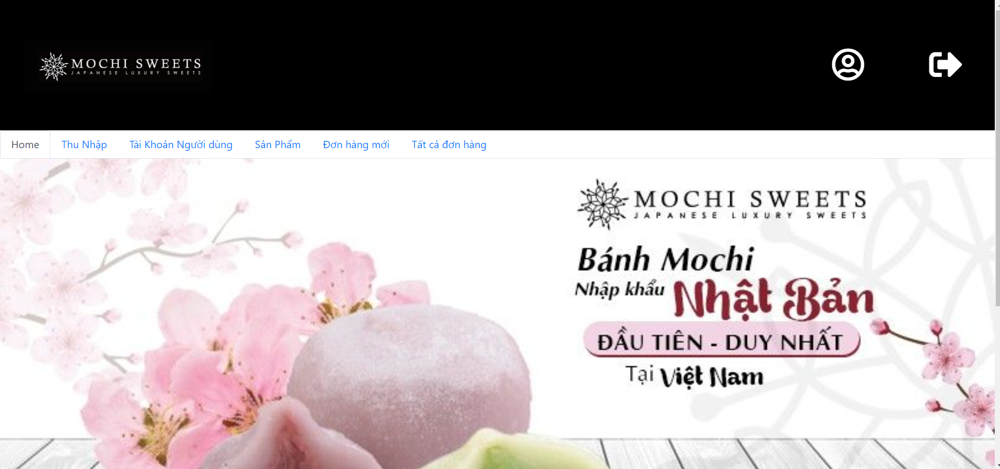 MOCHI SWEETS
JAPANESE LUXURY SWEETS
Home
Thu Nhập
Tài Khoản Người dùng
Sản Phẩm
Đơn hàng mới
Tất cả đơn hàng
MOCHI SWEETS
JAPANESE LUXURY SWEETS
Bánh Mochi
Nhập khẩu Nhật Bản
ĐẦU TIÊN - DUY NHẤT
Tại Việt Nam